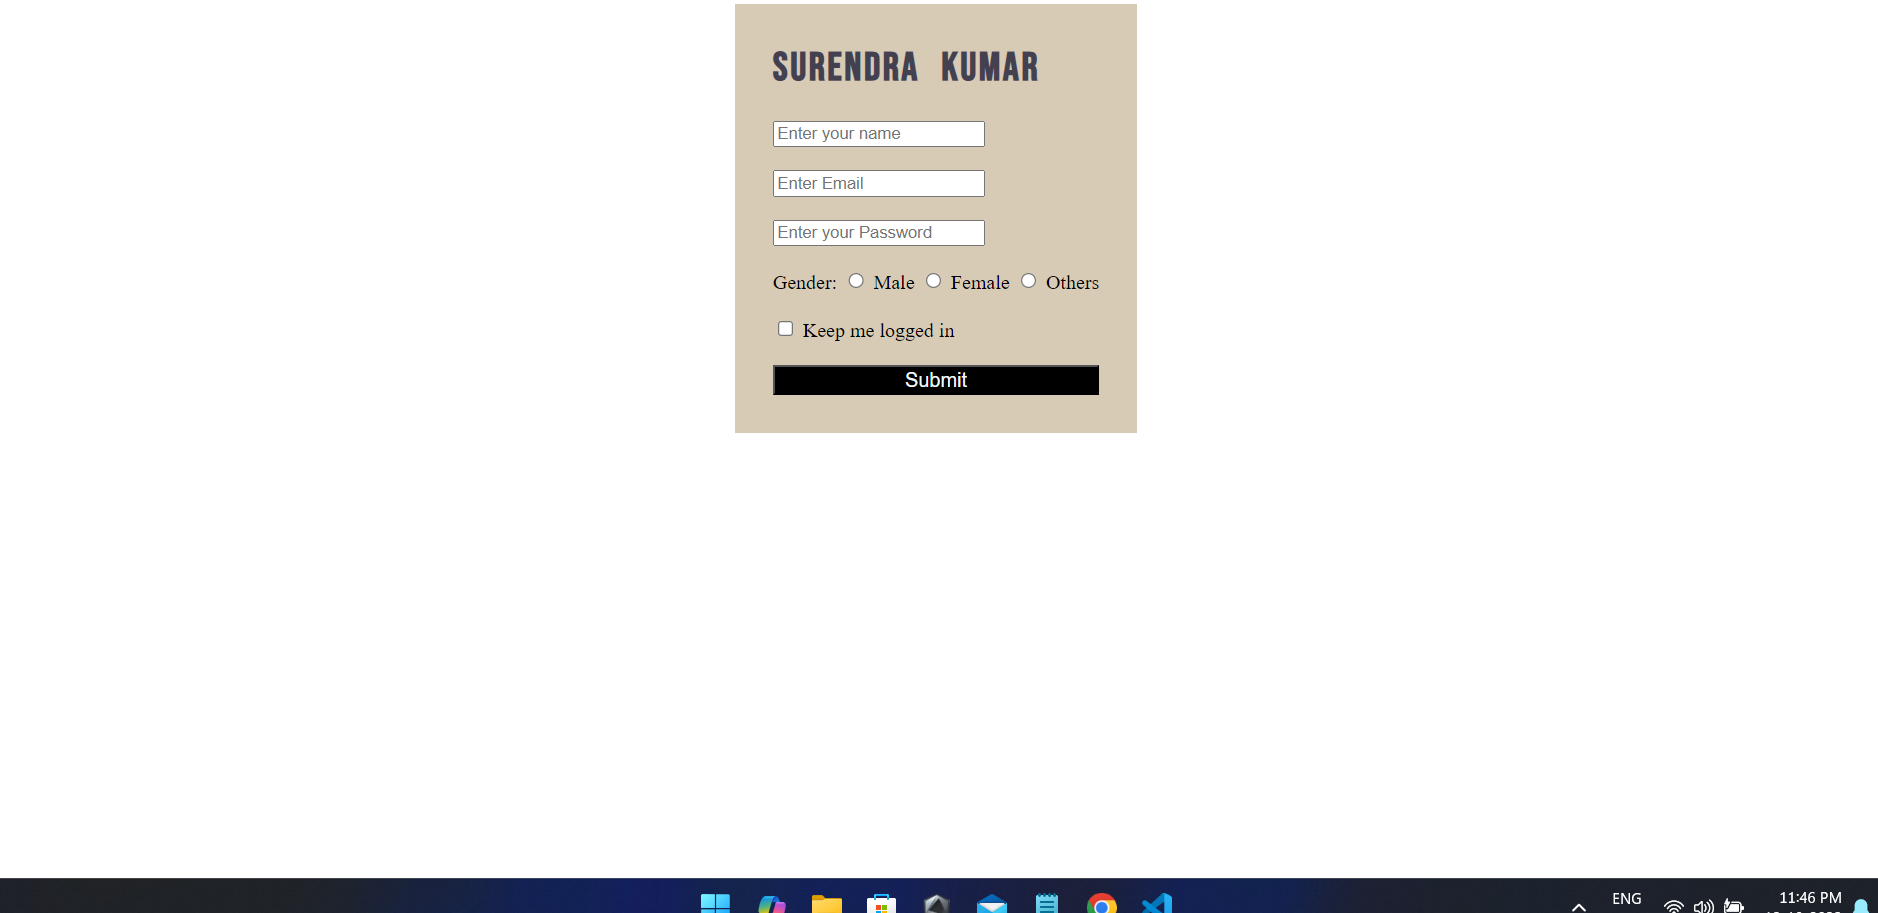 SURENDRA KUMAR
Enter your name
Enter Email
Enter your Password
Gender: Male Female Others
Keep me logged in
Submit
ENG
11:46 PM